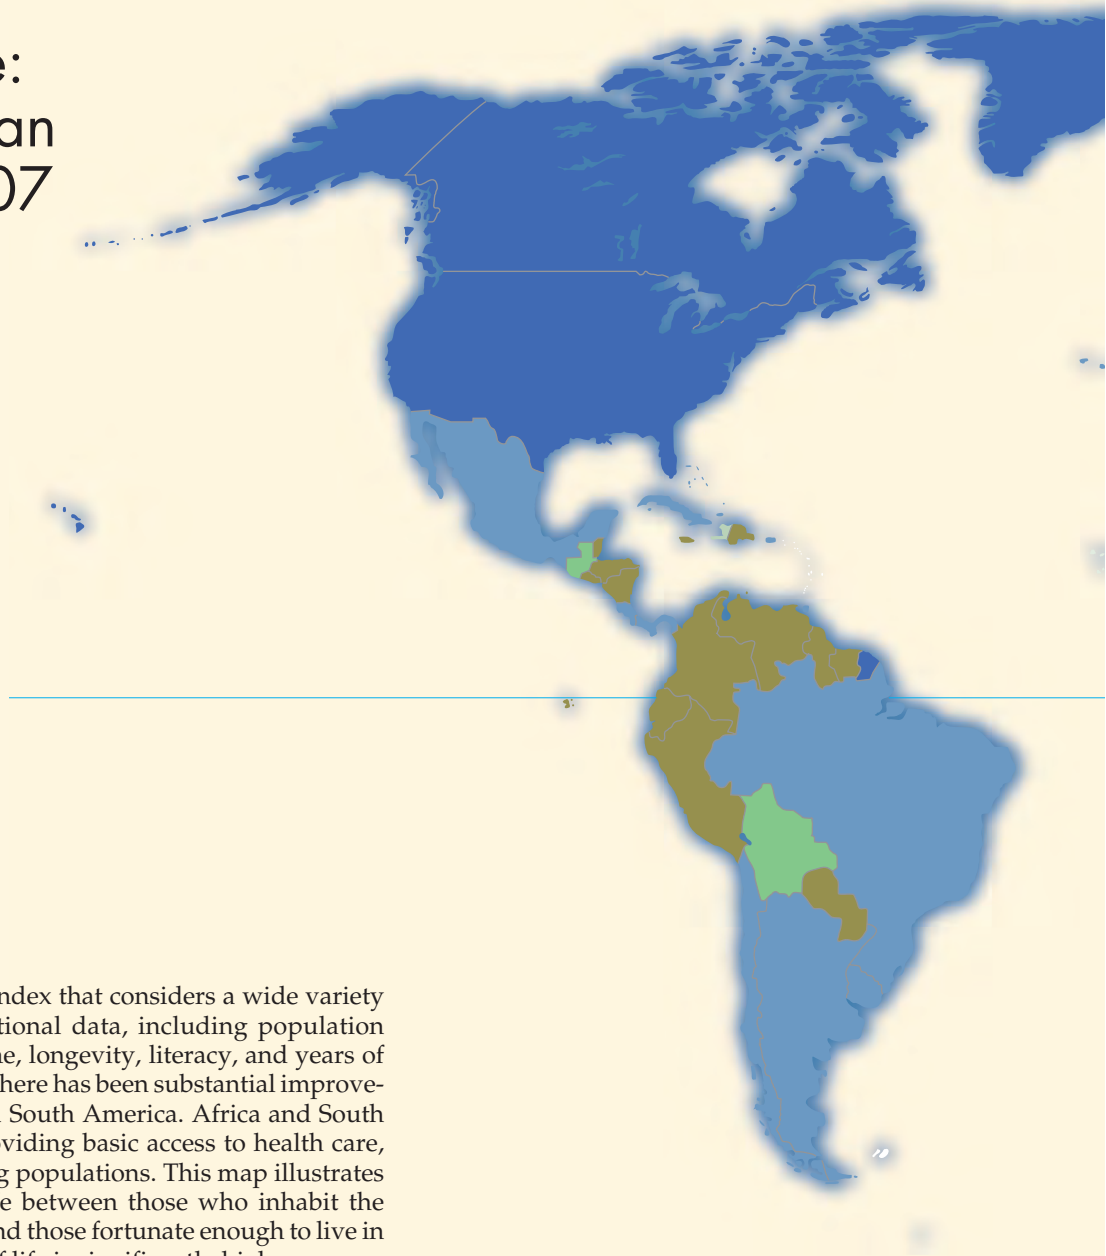 e:
an
07
ndex that considers a wide variety
tional data, including population
e, longevity, literacy, and years of
here has been substantial improve-
South America. Africa and South
viding basic access to health care,
g populations. This map illustrates
e between those who inhabit the
nd those fortunate enough to live in